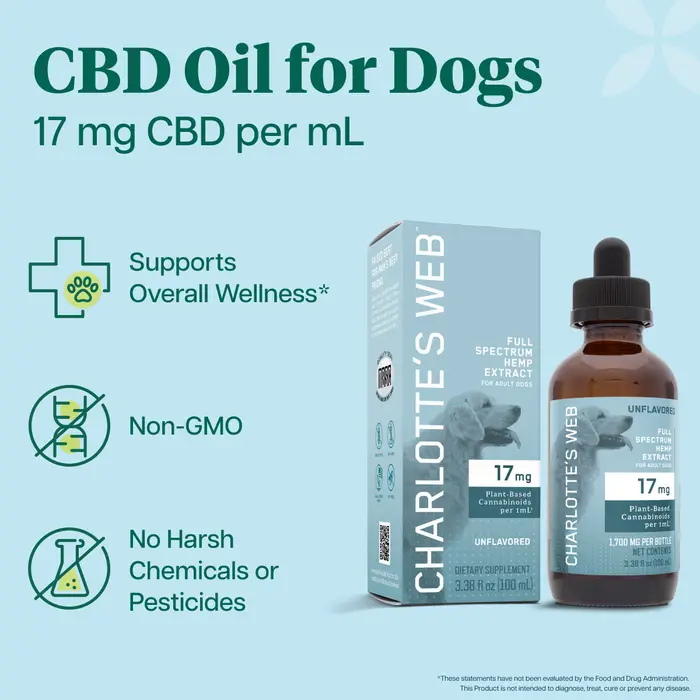 CBD Oil for Dogs
17 mg CBD per mL
Supports
Overall Wellness*
Non-GMO
No Harsh
Chemicals or
Pesticides
CHARLOTTE'S WEB
FULL
SPECTRUM
HEMP
EXTRACT
FOR ADULT DOGS
17mg
Plant-Based
Cannabinoids
per 1mL
UNFLAVORED
DIETARY SUPPLEMENT
3.38 fl oz (100 mL)
UNFLAVORED
CHARLOTTE'S WEB
FULL
SPECTRUM
HEMP
EXTRACT
FOR ADULT DOGS
17mg
Plant-Based
Cannabinoids
per 1mL
1,700 MG PER BOTTLE
NET CONTENTS
3.38 fl oz (100 mL)
*These statements have not been evaluated by the Food and Drug Administration.
This Product is not intended to diagnose, treat, cure or prevent any disease.